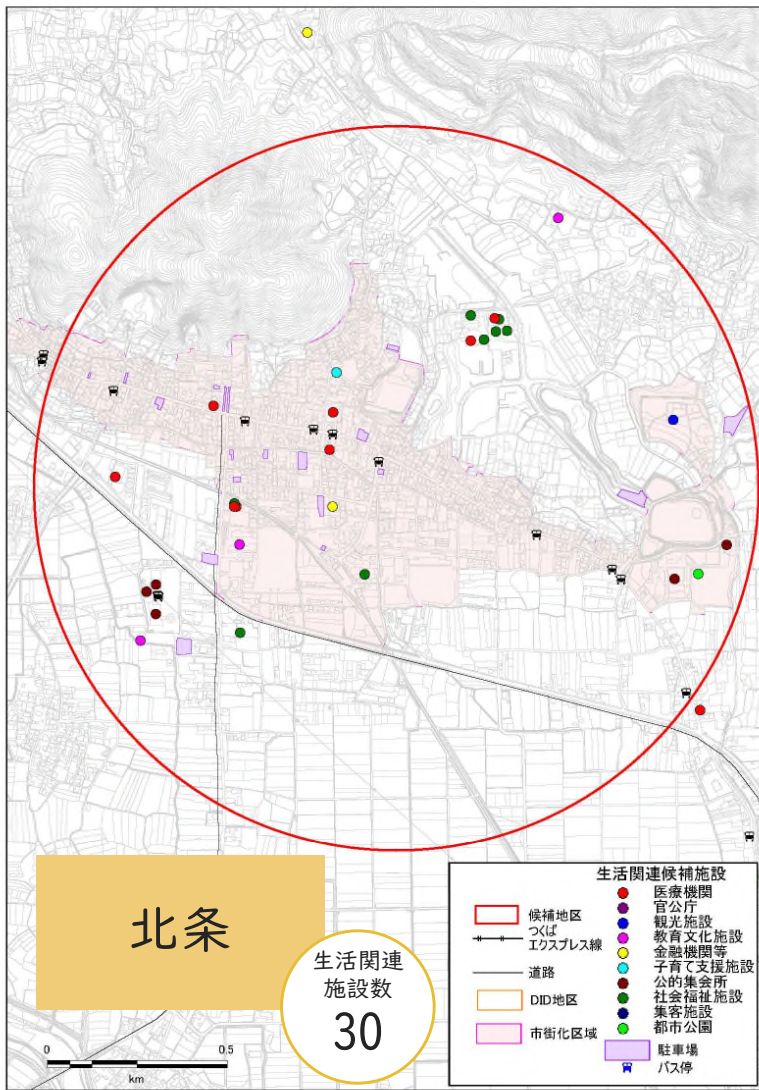 北条
生活関連
施設数
30
0
0.5
km
生活関連候補施設
候補地区
つくば
エクスプレス線
道路
DID地区
市街化区域
医療機関
官公庁
観光施設
教育文化施設
金融機関等
子育て支援施設
公的集会所
社会福祉施設
集客施設
都市公園
駐車場
バス停